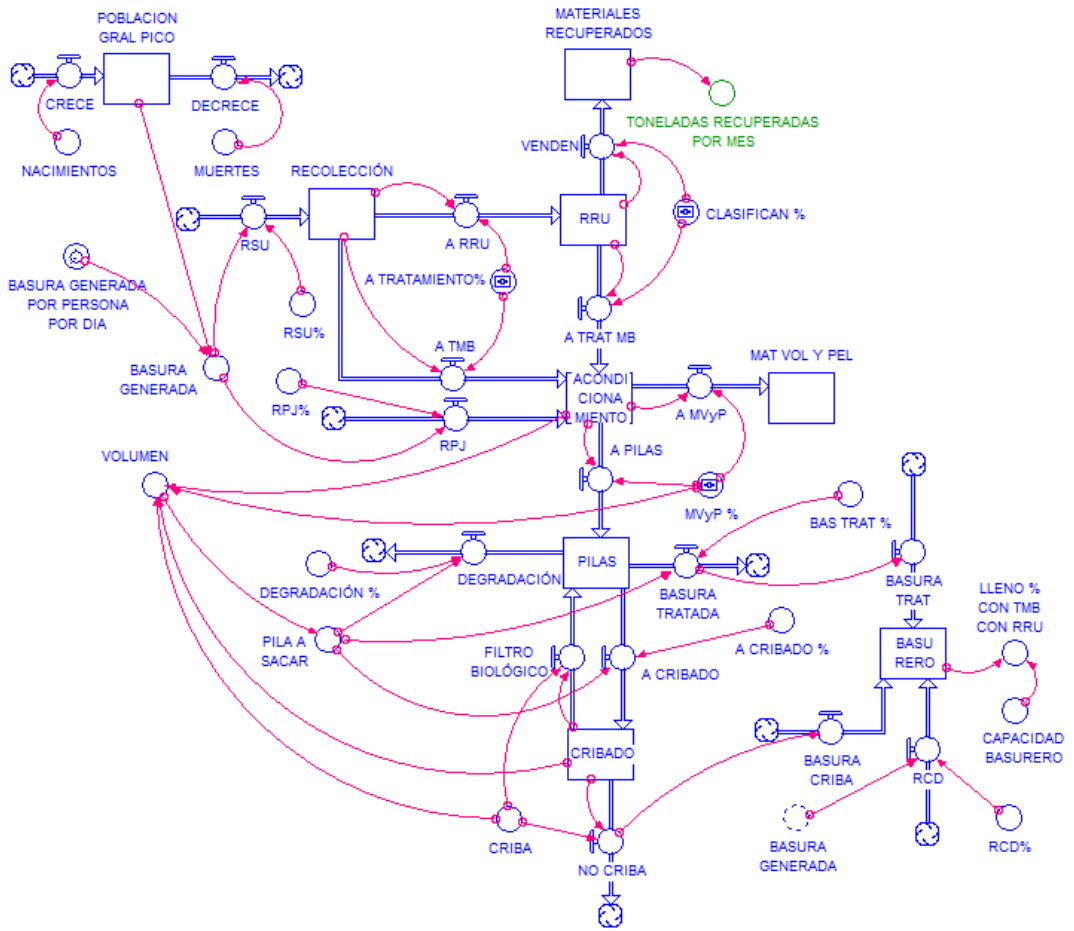 POBLACION
GRAL PICO
CRECE
DECRECE
NACIMIENTOS
MUERTES
MATERIALES
RECUPERADOS
TONELADAS RECUPERADAS
POR MES
VENDEN
RECOLECCIÓN
RSU
A RRU
RRU
CLASIFICAN %
BASURA GENERADA
POR PERSONA
POR DIA
RSU%
A TRATAMIENTO%
A TRAT MB
A TMB
BASURA
GENERADA
RPJ%
RPJ
ACONDI
CIONA
MIENTO
A MVyP
MAT VOL Y PEL
VOLUMEN
A PILAS
MVyP %
BAS TRAT %
DEGRADACIÓN %
DEGRADACIÓN
PILAS
BASURA
TRATADA
BASURA
TRAT
LLENO %
CON TMB
CON RRU
PILA A
SACAR
FILTRO
BIOLÓGICO
A CRIBADO
A CRIBADO %
BASU
RERO
CAPACIDAD
BASURERO
CRIBADO
BASURA
CRIBA
RCD
CRIBA
NO CRIBA
BASURA
GENERADA
RCD%